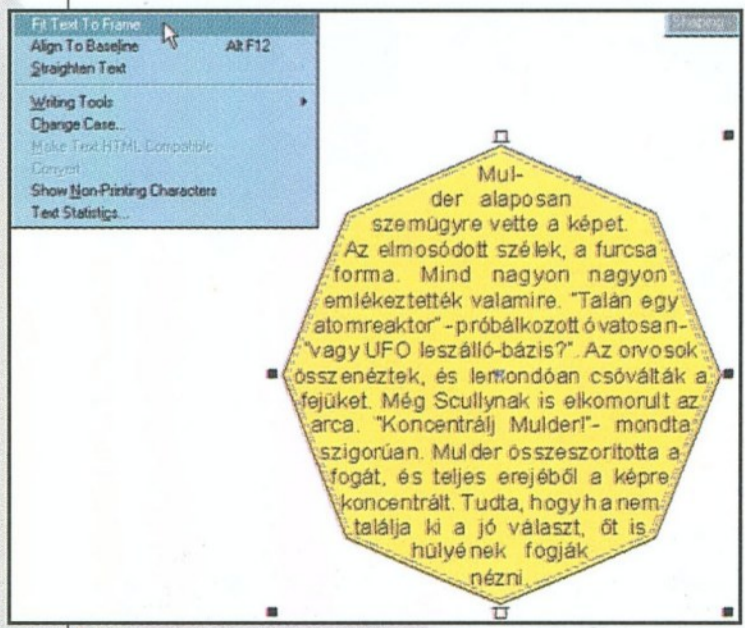 Fit Text To Frame
Align To Baseline Alt F12
Straighten Text
Writing Tools
Change Case...
Make Text HTML Compatible
Convert
Show Non-Printing Characters
Text Statistics...
Shaping
Mul-
der alaposan
szemügyre vette a képet.
Az elmosódott szélek, a furcsa
forma. Mind nagyon nagyon
emlékeztették valamire. "Talán egy
atomreaktor" -próbálkozott óvatosan-
"vagy UFO leszálló-bázis?". Az orvosok
összenéztek, és lemondóan csóválták a
fejüket. Még Scullynak is elkomorult az
arca. "Koncentrálj Mulder!"- mondta
szigorúan. Mulder összeszorította a
fogát, és teljes erejéből a képre
koncentrált. Tudta, hogy ha nem
találja ki a jó választ, őt is
hülyének fogják
nézni.